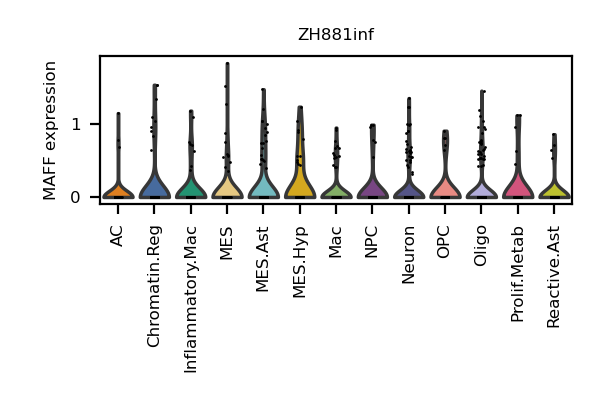 ZH881inf
MAFF expression
1
0
AC
Chromatin.Reg
Inflammatory.Mac
MES
MES.Ast
MES.Hyp
Mac
NPC
Neuron
OPC
Oligo
Prolif.Metab
Reactive.Ast